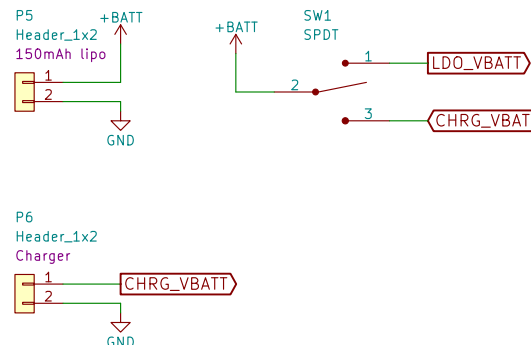 P5
Header_1x2
150mAh lipo
1
2
+BATT
GND
+BATT
SW1
SPDT
2
1
3
LDO_VBATT
CHRG_VBAT
P6
Header_1x2
Charger
1
2
CHRG_VBATT
GND